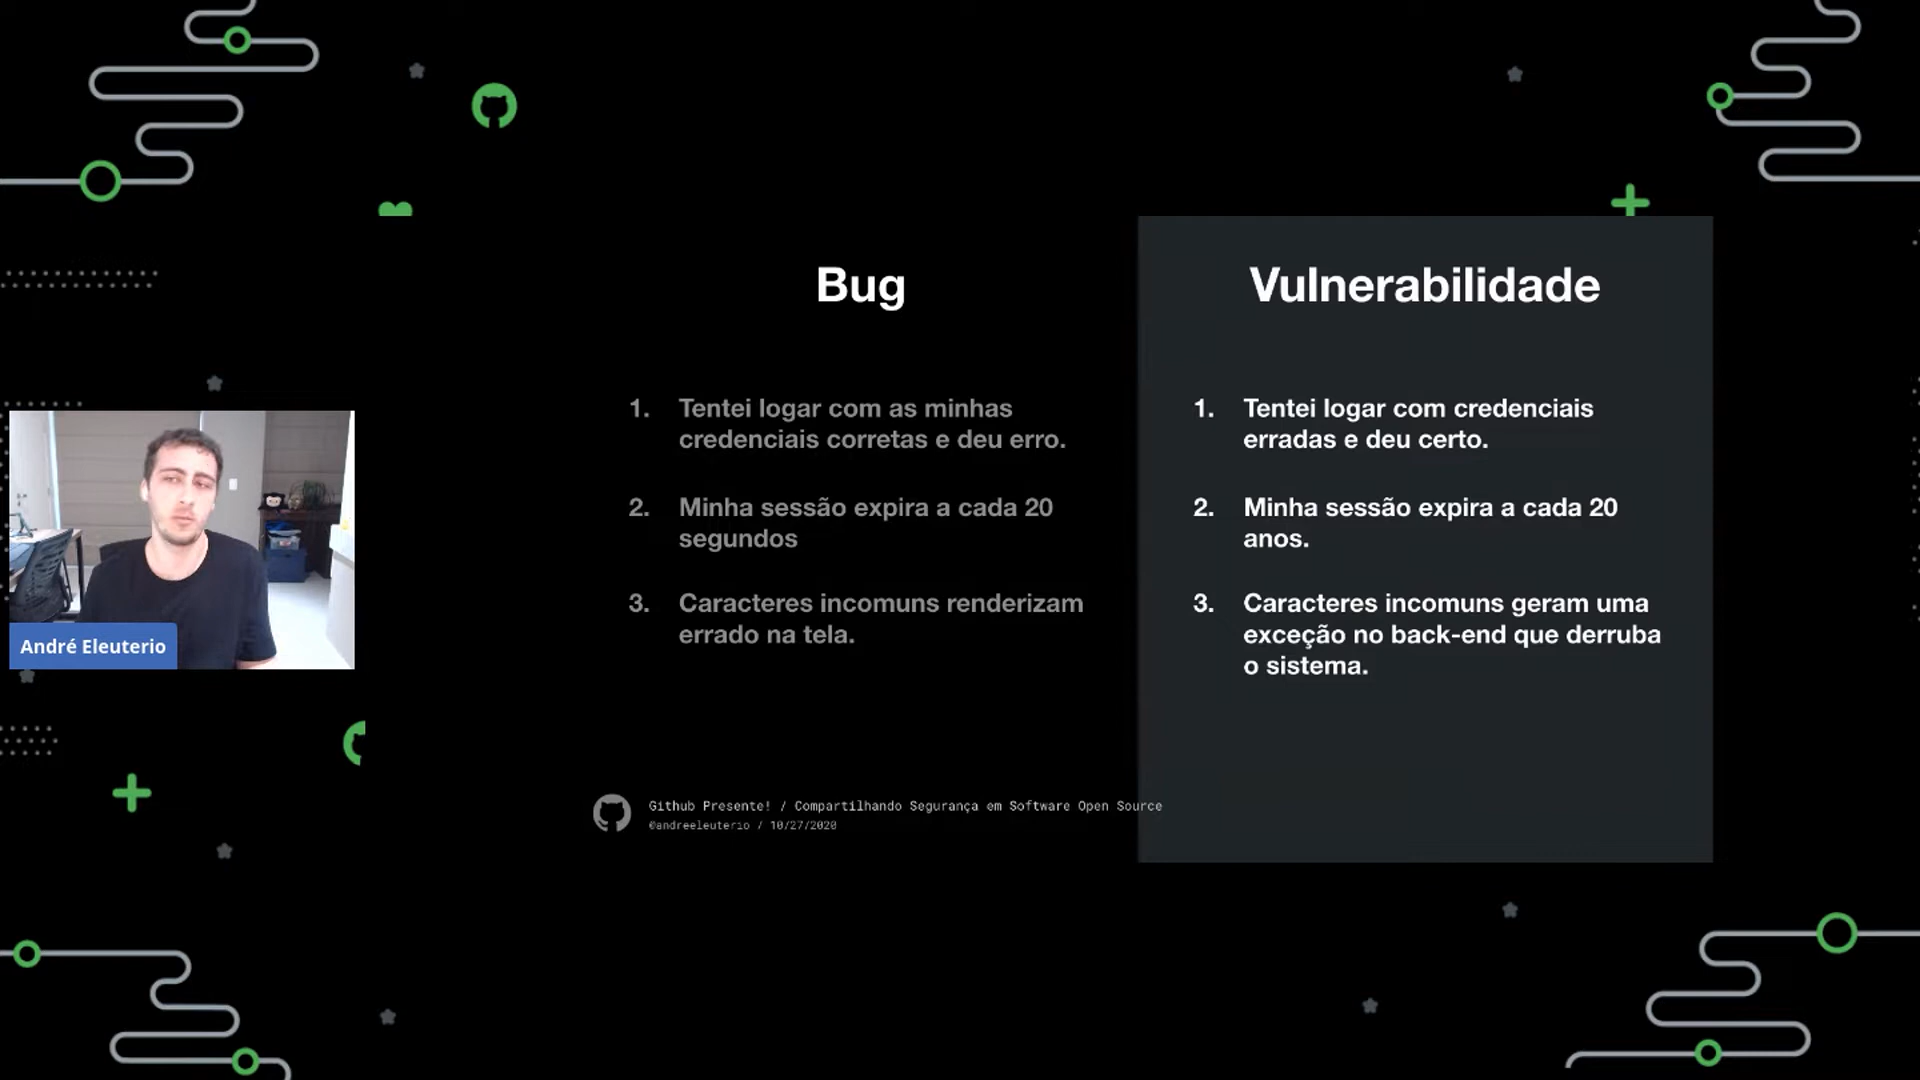 Bug
1. Tentei logar com as minhas
credenciais corretas e deu erro.
2. Minha sessão expira a cada 20
segundos
3. Caracteres incomuns renderizam
errado na tela.
Vulnerabilidade
1. Tentei logar com credenciais
erradas e deu certo.
2. Minha sessão expira a cada 20
anos.
3. Caracteres incomuns geram uma
exceção no back-end que derruba
o sistema.
André Eleuterio
Github Presente! / Compartilhando Segurança em Software Open Source
@andreeleuterio / 10/27/2020